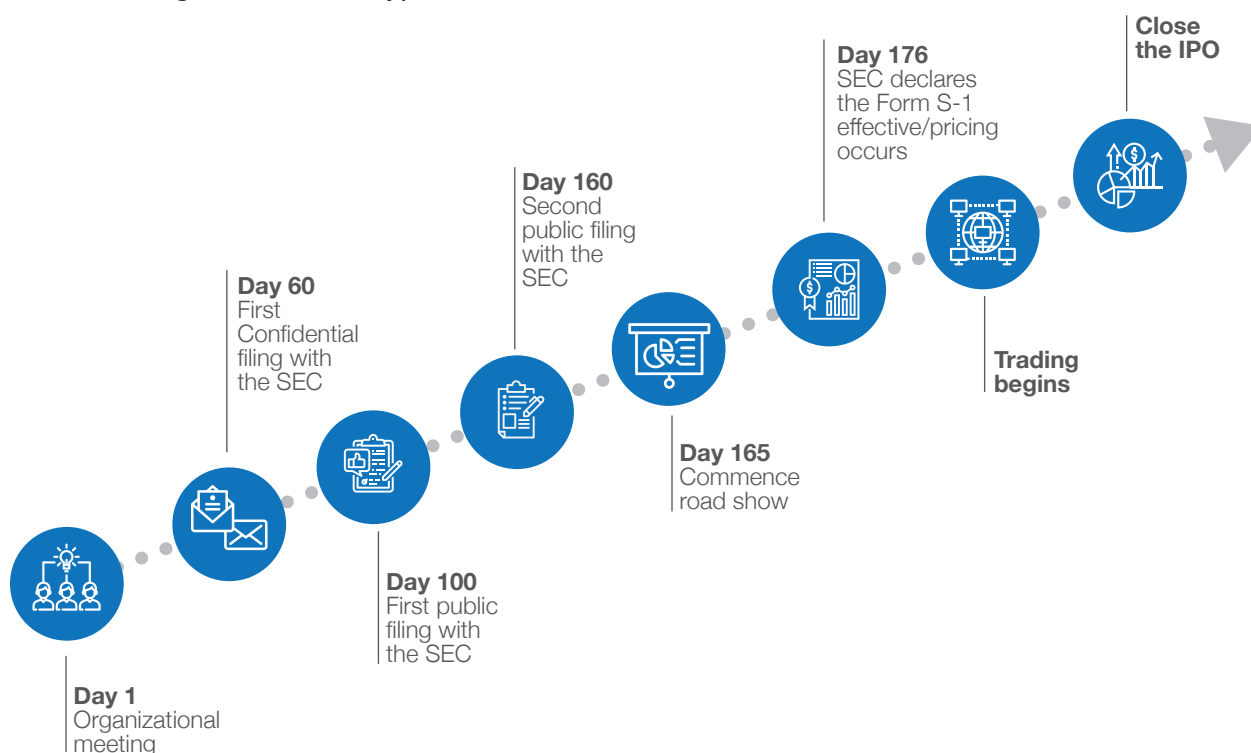 Day 1
Organizational
meeting
Day 60
First
Confidential
filing with
the SEC
Day 100
First public
filing with
the SEC
Day 160
Second
public filing
with the
SEC
Day 165
Commence
road show
Day 176
SEC declares
the Form S-1
effective/pricing
occurs
Trading
begins
Close
the IPO